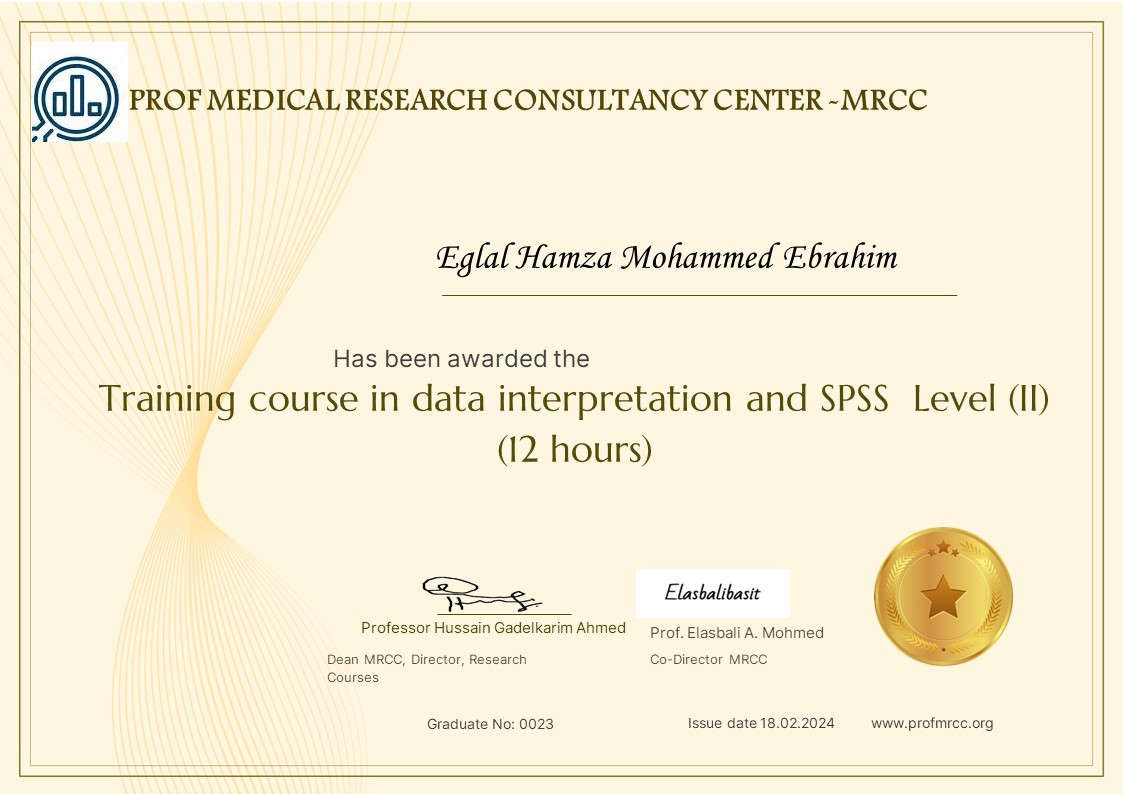 PROF MEDICAL RESEARCH CONSULTANCY CENTER ~MRCC
Eglal Hamza Mohammed Ebrahim
Has been awarded the
Training course in data interpretation and SPSS Level (II)
(12 hours)
Elasbalibasit
Professor Hussain Gadelkarim Ahmed
Prof. Elasbali A. Mohmed
Dean MRCC, Director, Research
Courses
Co-Director MRCC
Graduate No: 0023
Issue date 18.02.2024
www.profmrcc.org